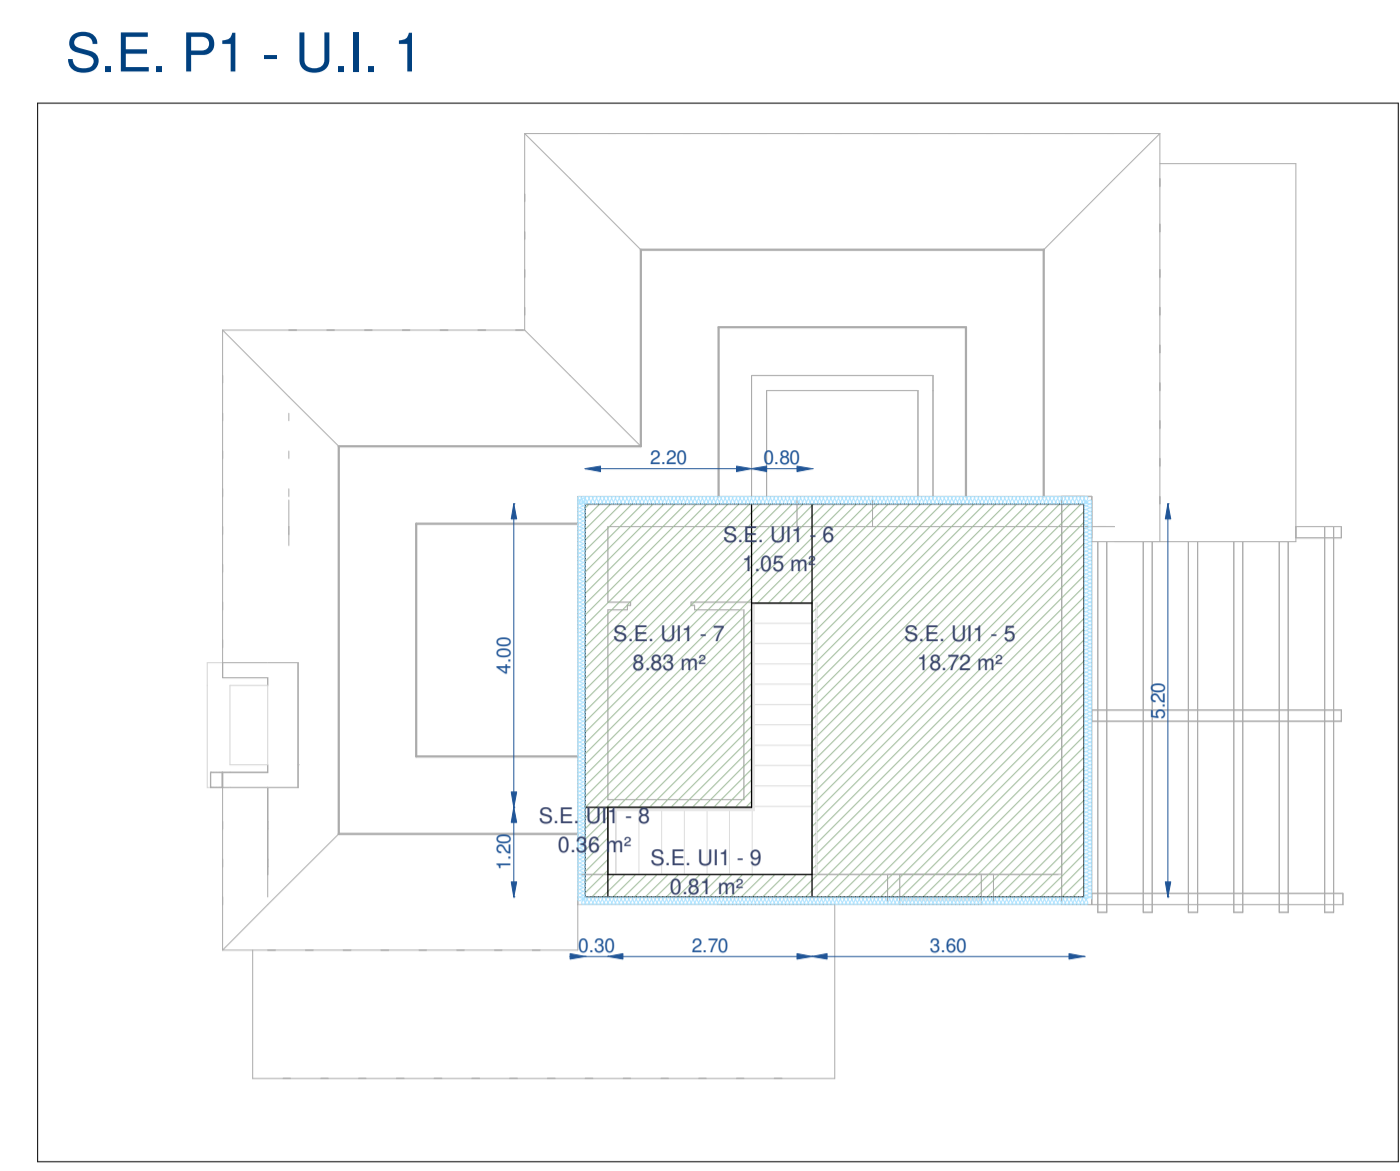 S.E. P1 - U.I. 1
2.20
0.80
S.E. UI1 - 6
1.05 m²
S.E. UI1 - 7
8.83 m²
S.E. UI1 - 5
18.72 m²
4.00
5.20
S.E. UI1 - 8
0.36 m²
1.20
S.E. UI1 - 9
0.81 m²
0.30
2.70
3.60